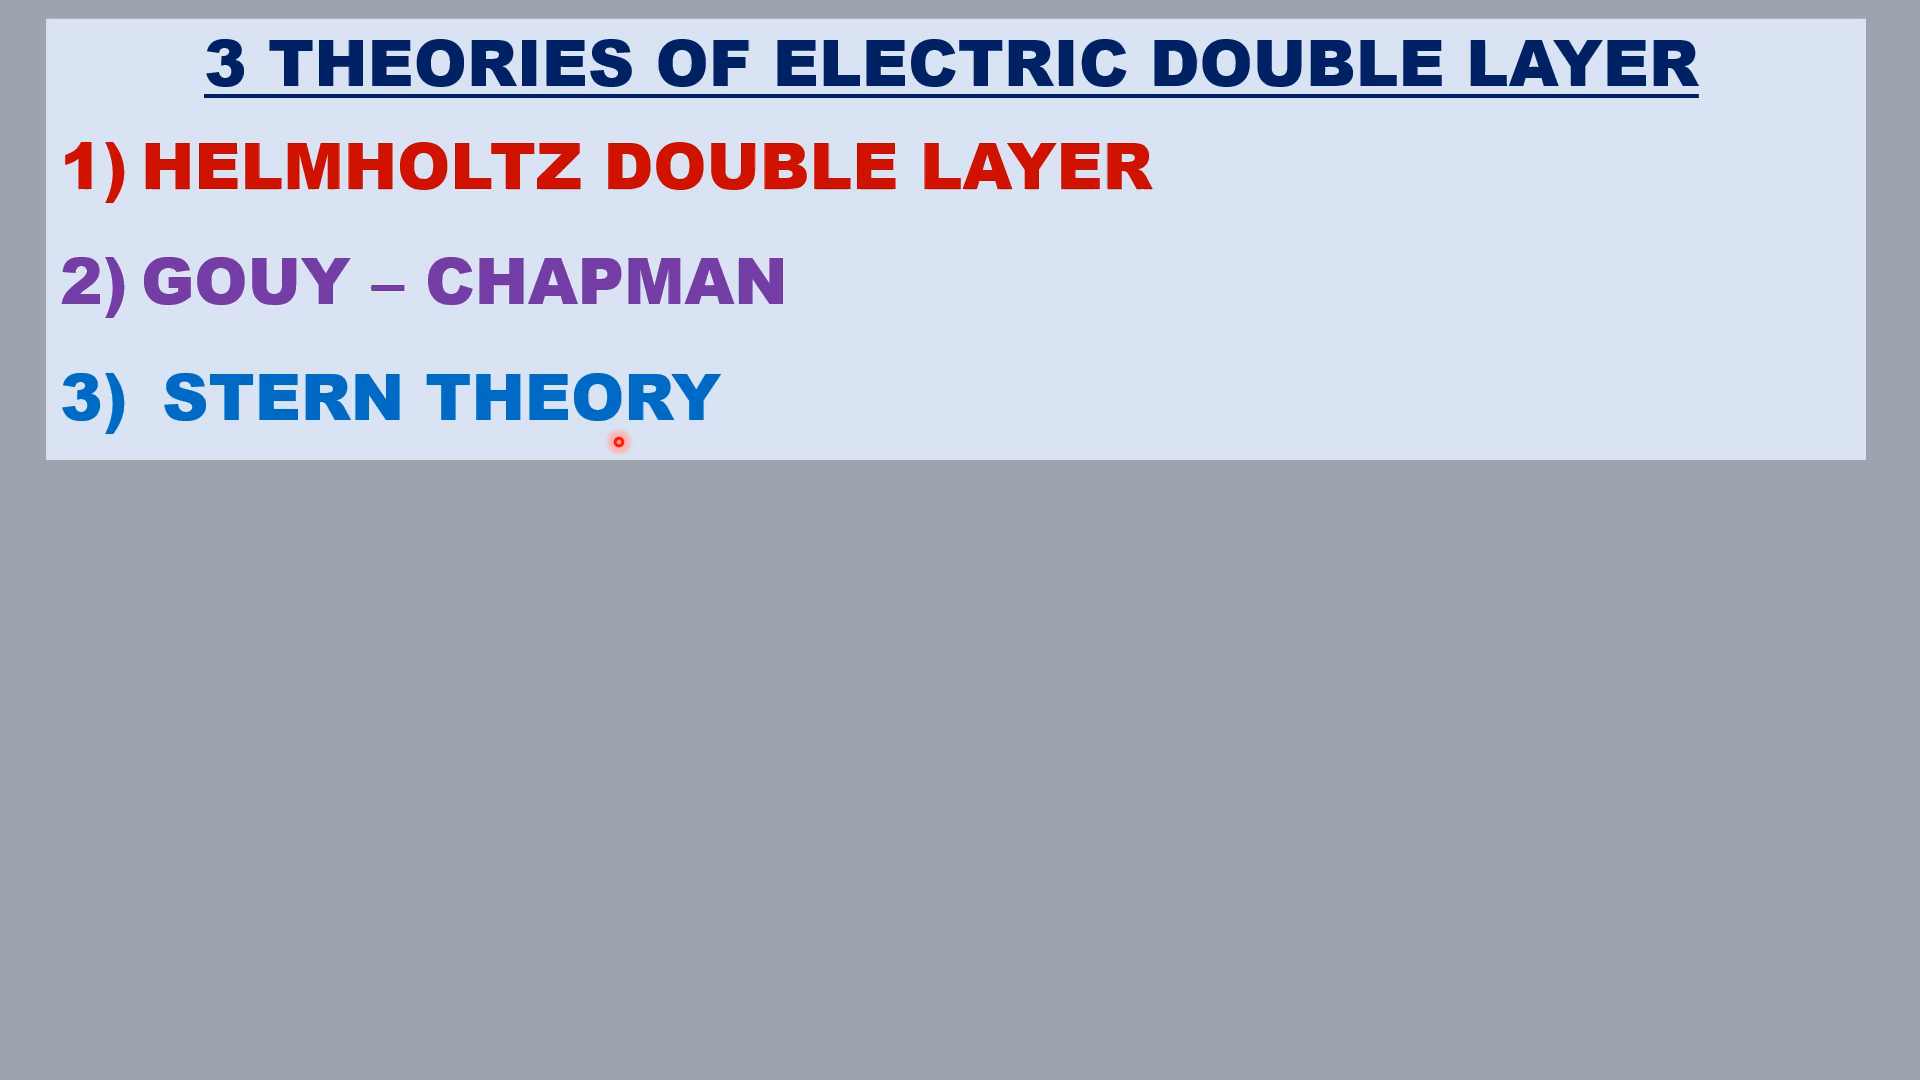 3 THEORIES OF ELECTRIC DOUBLE LAYER
1) HELMHOLTZ DOUBLE LAYER
2) GOUY – CHAPMAN
3) STERN THEORY